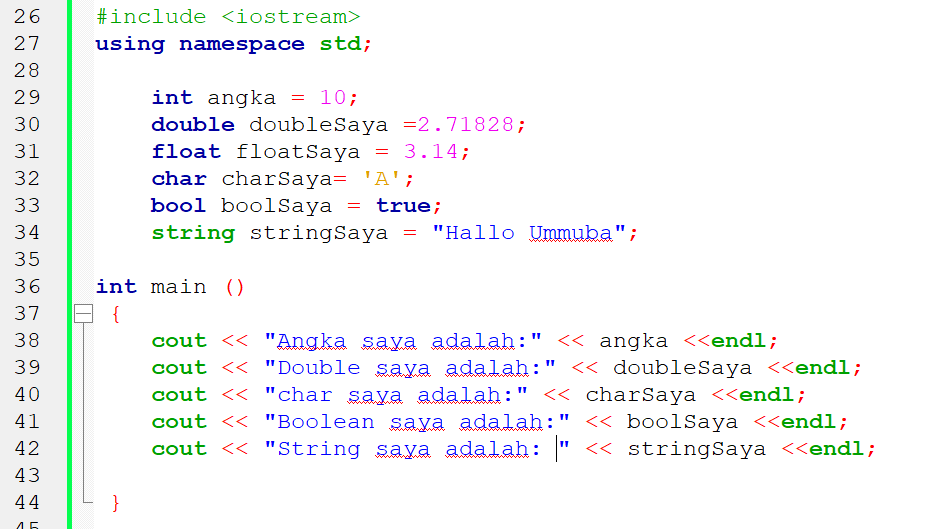 26 #include <iostream>
27 using namespace std;
28
29 int angka = 10;
30 double doubleSaya =2.71828;
31 float floatSaya = 3.14;
32 char charSaya= 'A';
33 bool boolSaya = true;
34 string stringSaya = "Hallo Ummuba";
35
36 int main ()
37 {
38 cout << "Angka saya adalah:" << angka <<endl;
39 cout << "Double saya adalah:" << doubleSaya <<endl;
40 cout << "char saya adalah:" << charSaya <<endl;
41 cout << "Boolean saya adalah:" << boolSaya <<endl;
42 cout << "String saya adalah: " << stringSaya <<endl;
43
44 }
45